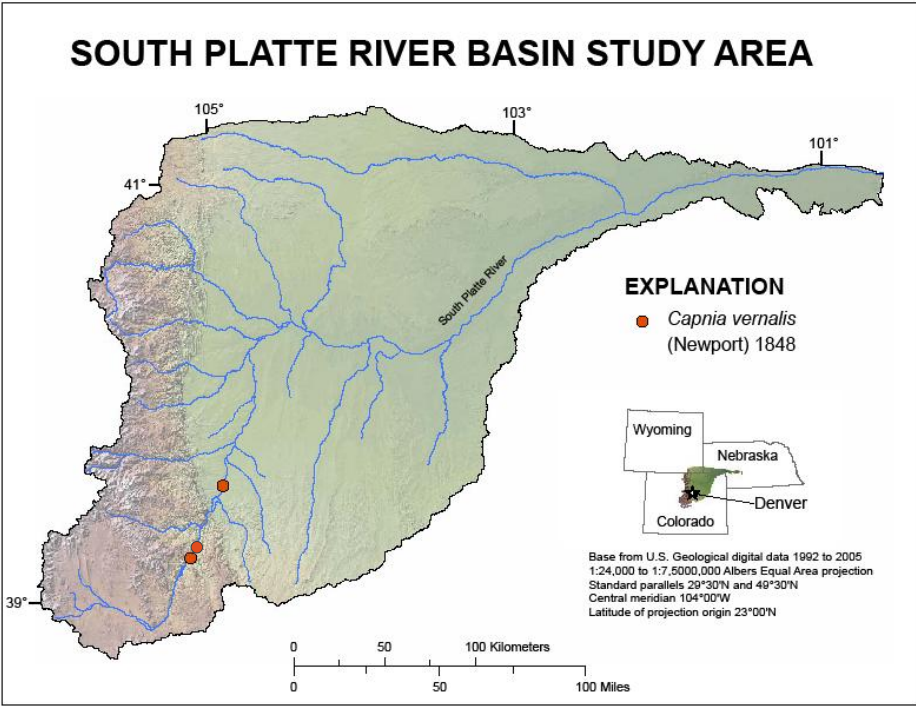 SOUTH PLATTE RIVER BASIN STUDY AREA
105°
103°
101°
41°
South Platte River
EXPLANATION
Capnia vernalis
(Newport) 1848
Wyoming
Nebraska
Denver
Colorado
Base from U.S. Geological digital data 1992 to 2005
1:24,000 to 1:7,5000,000 Albers Equal Area projection
Standard parallels 29°30'N and 49°30'N
Central meridian 104°00'W
Latitude of projection origin 23°00'N
39°
0 50 100 Kilometers
0 50 100 Miles